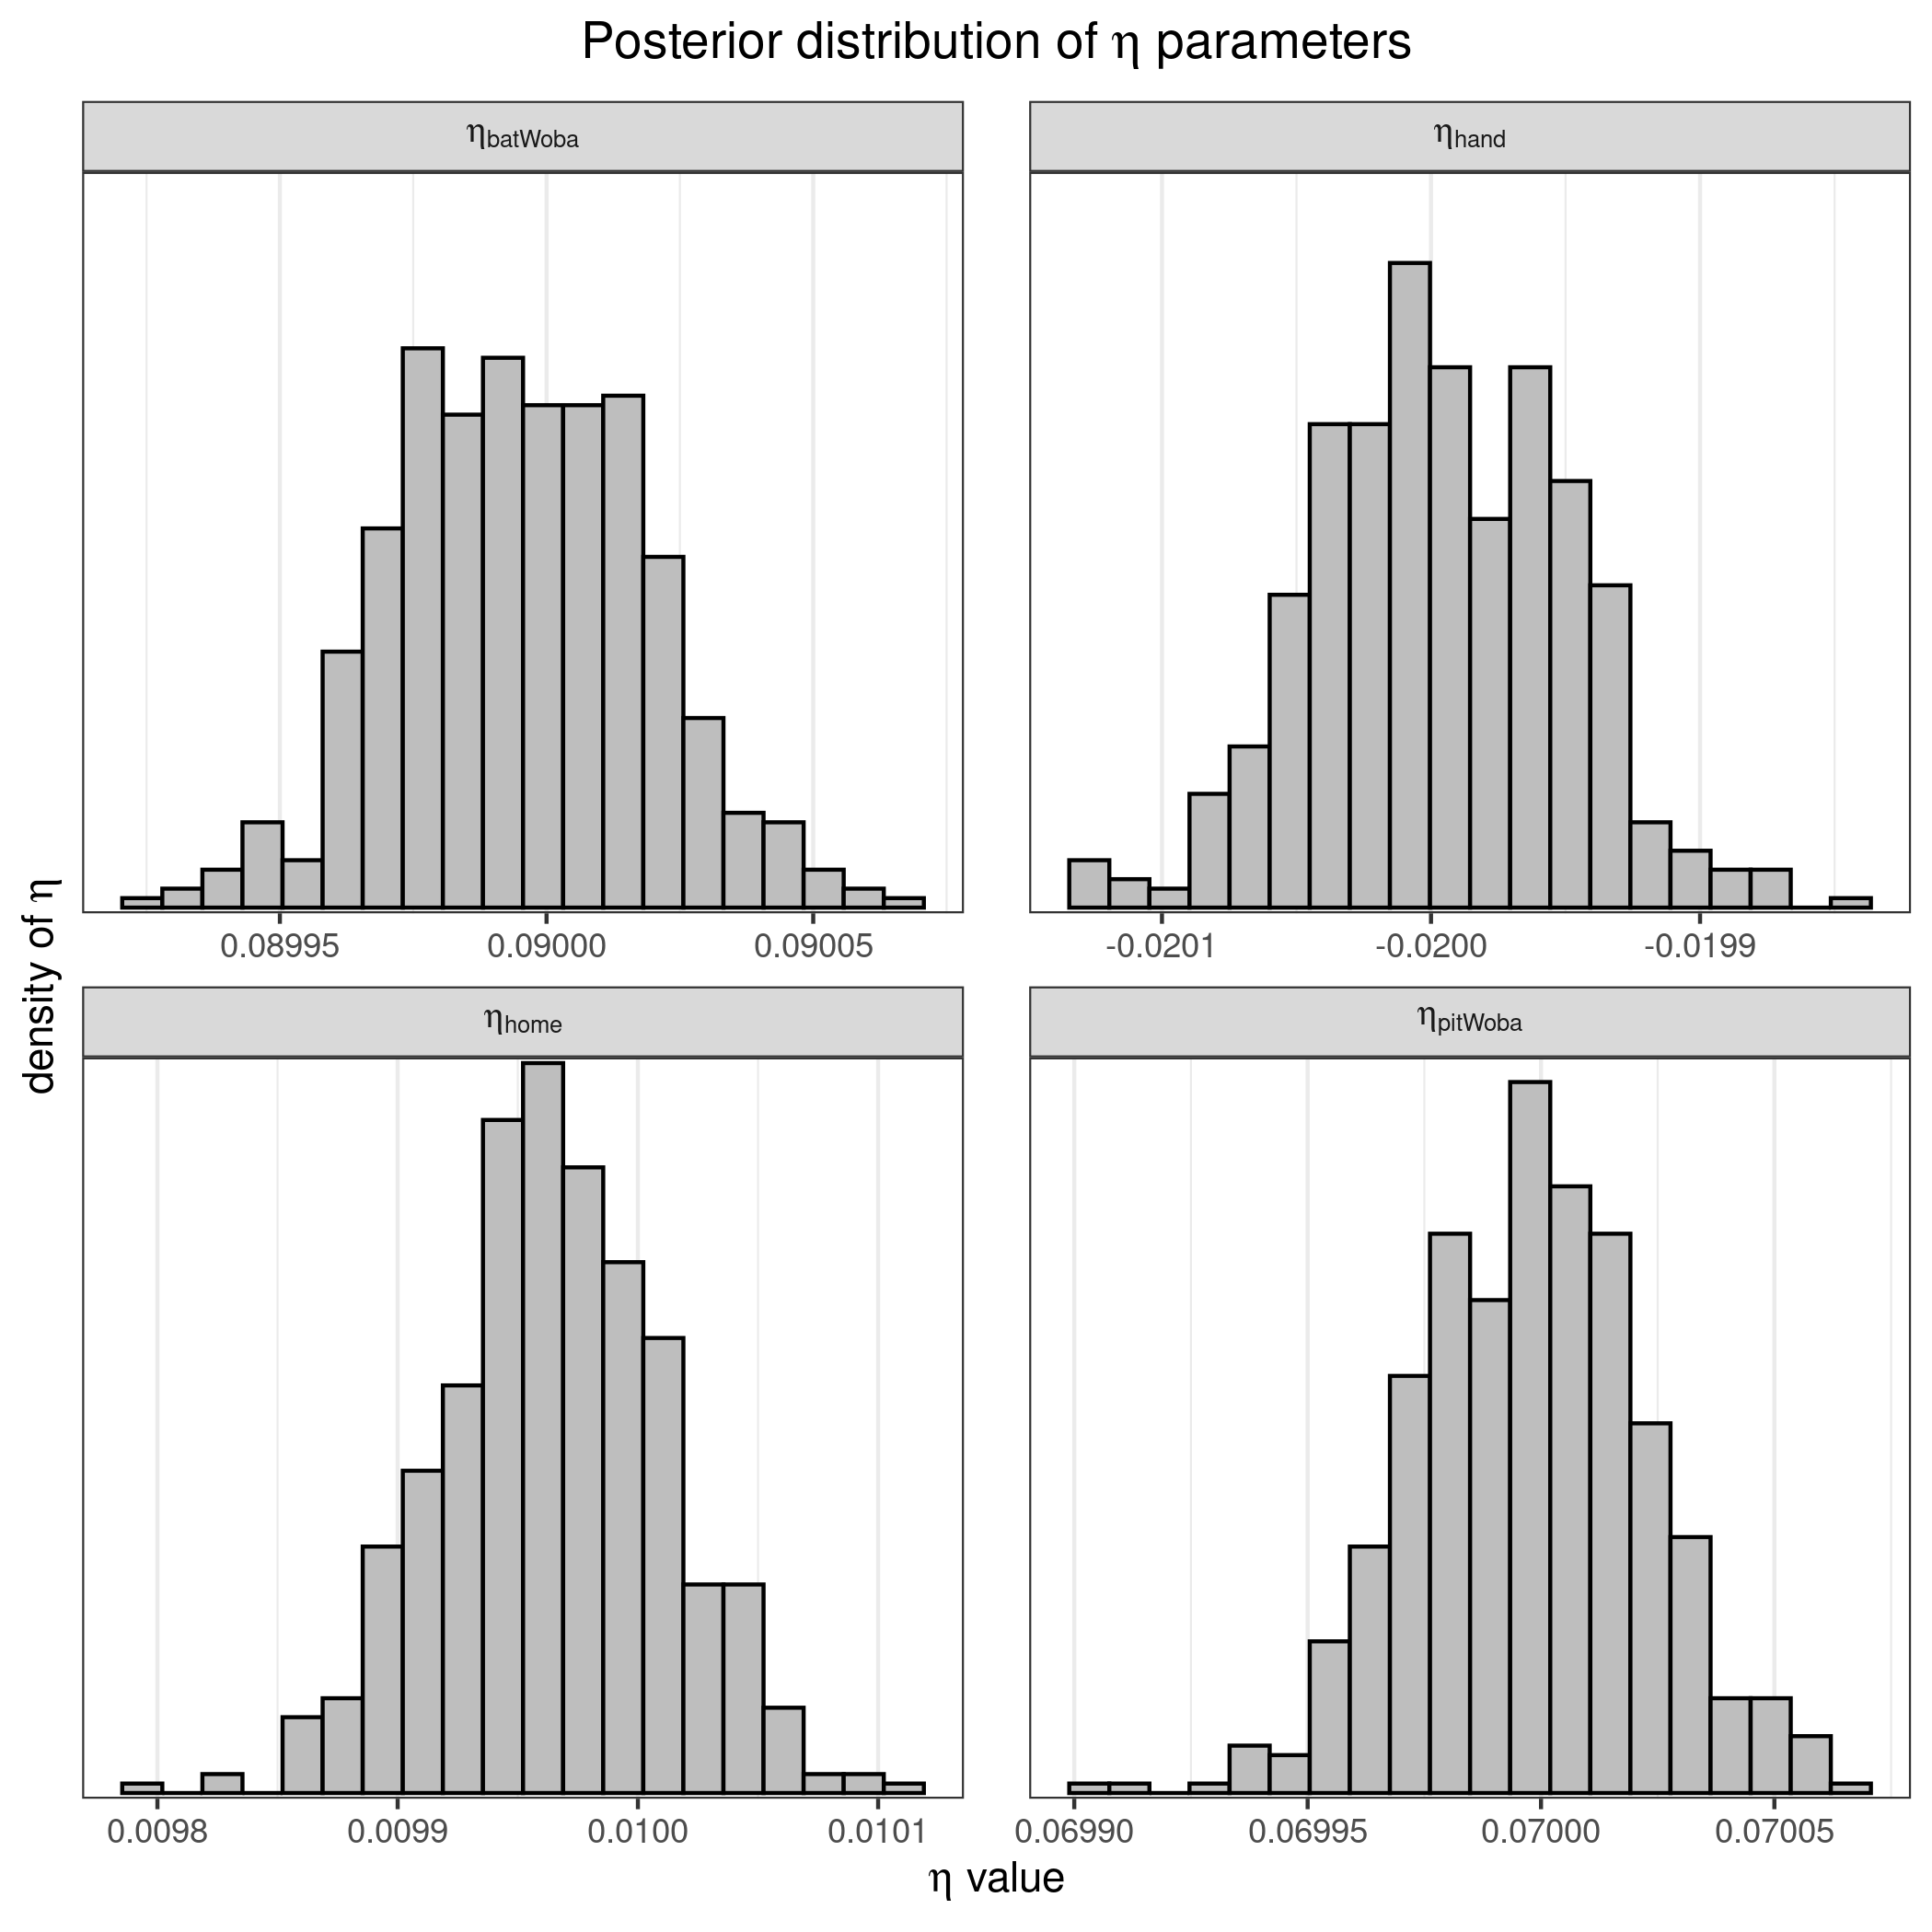 Posterior distribution of η parameters
ηbatWoba
ηhand
0.08995 0.09000 0.09005
-0.0201 -0.0200 -0.0199
density of η
ηhome
ηpitWoba
0.0098 0.0099 0.0100 0.0101
0.06990 0.06995 0.07000 0.07005
η value